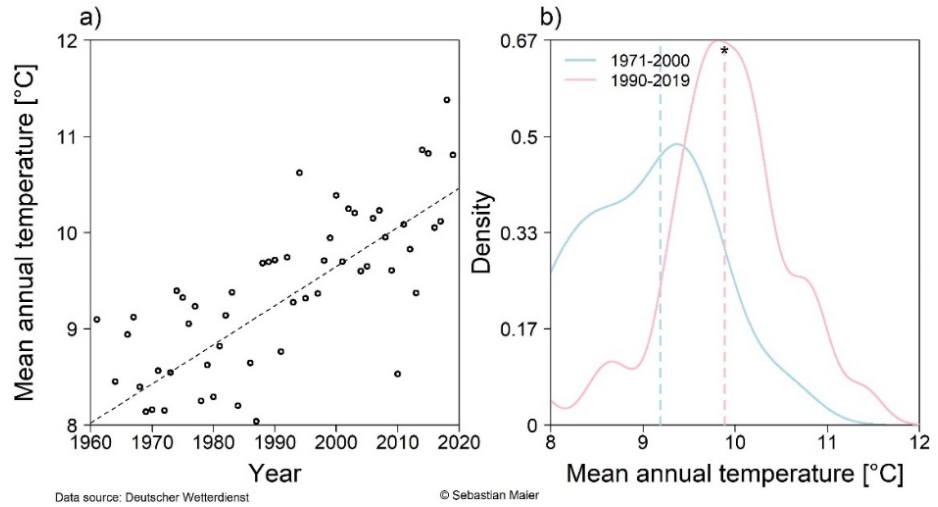 a)
Mean annual temperature [°C]
12
11
10
9
8
1960 1970 1980 1990 2000 2010 2020
Year
b)
Density
0.67
0.5
0.33
0.17
0
1971-2000
1990-2019
*
8 9 10 11 12
Mean annual temperature [°C]
Data source: Deutscher Wetterdienst
© Sebastian Maier